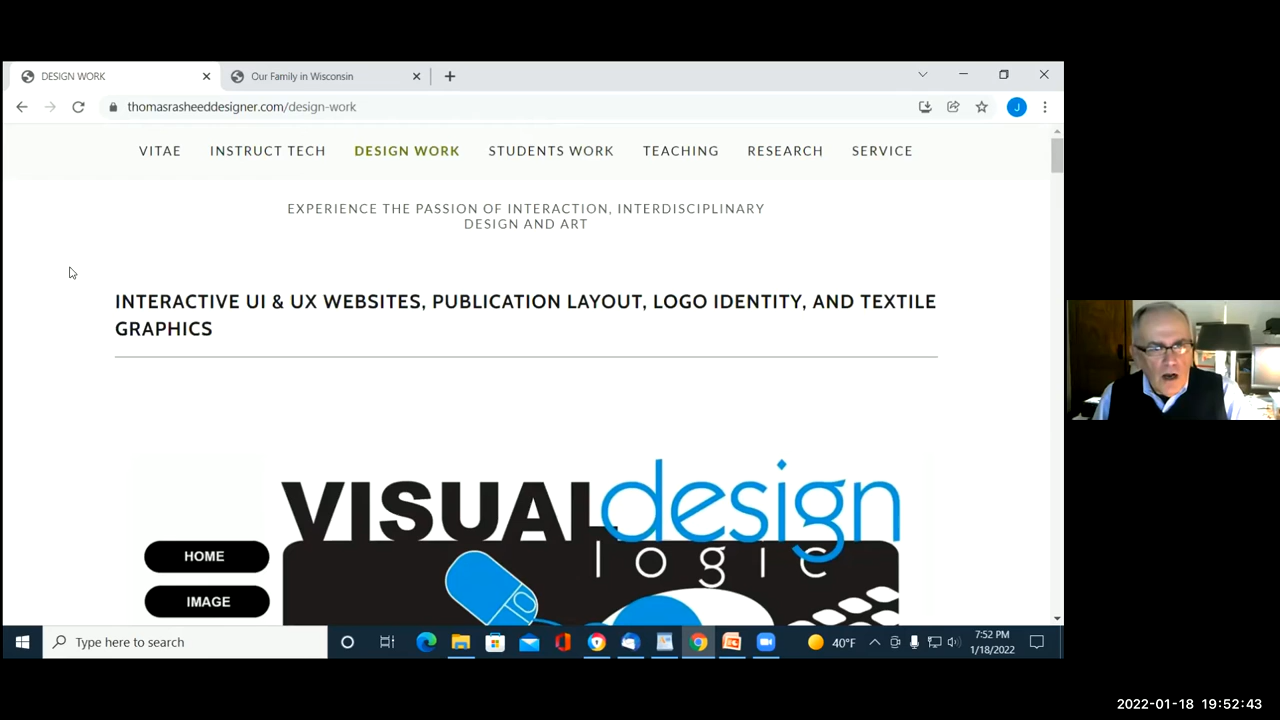 DESIGN WORK
Our Family in Wisconsin
thomasrasheeddesigner.com/design-work
J
VITAE INSTRUCT TECH DESIGN WORK STUDENTS WORK TEACHING RESEARCH SERVICE
EXPERIENCE THE PASSION OF INTERACTION, INTERDISCIPLINARY
DESIGN AND ART
INTERACTIVE UI & UX WEBSITES, PUBLICATION LAYOUT, LOGO IDENTITY, AND TEXTILE
GRAPHICS
VISUAL design
logic
HOME
IMAGE
Type here to search
40°F
7:52 PM
1/18/2022
2022-01-18 19:52:43